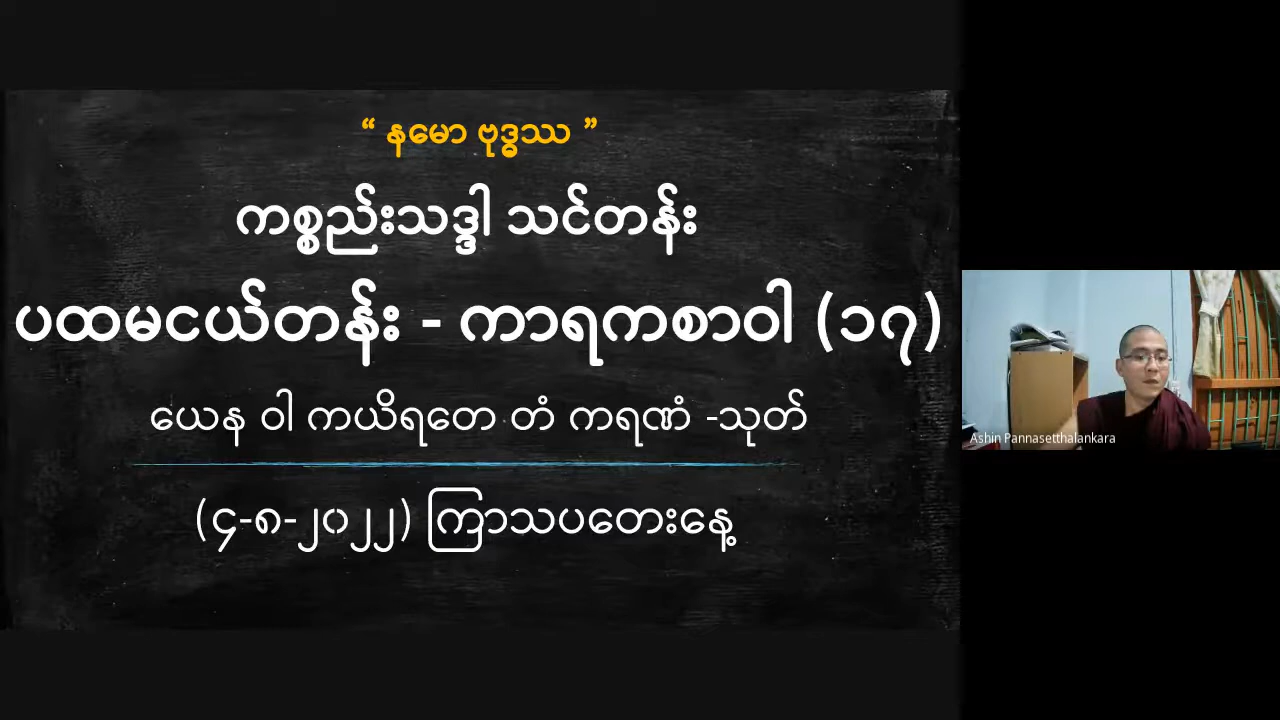 “ နမော ဗုဒ္ဓဿ ”
ကစ္စည်းသဒ္ဒါ သင်တန်း
ပထမငယ်တန်း - ကာရကစာဝါ (၁၇)
ယေန ဝါ ကယိရတေ တံ ကရဏံ -သုတ်
(၄-၈-၂၀၂၂) ကြာသပတေးနေ့
Ashin Pannasetthalankara